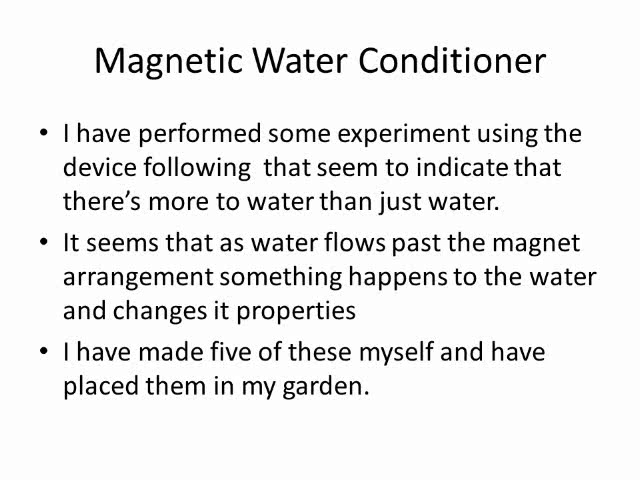 Magnetic Water Conditioner
• I have performed some experiment using the
device following  that seem to indicate that
there’s more to water than just water.
• It seems that as water flows past the magnet
arrangement something happens to the water
and changes it properties
• I have made five of these myself and have
placed them in my garden.